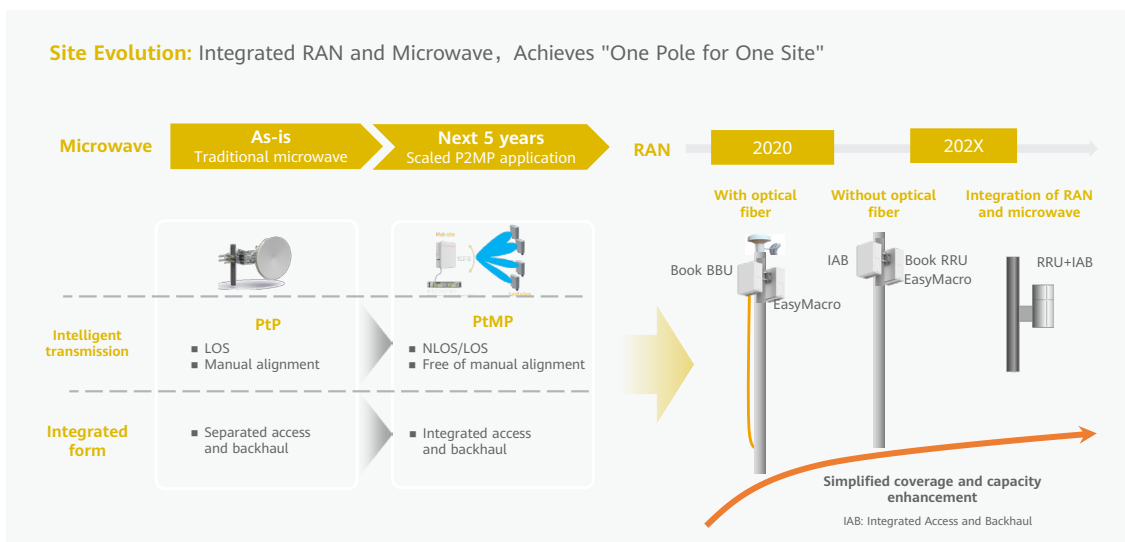 Site Evolution: Integrated RAN and Microwave, Achieves "One Pole for One Site"
Microwave
As-is
Traditional microwave
Next 5 years
Scaled P2MP application
RAN
2020
202X
With optical
fiber
Without optical
fiber
Integration of RAN
and microwave
Book BBU
EasyMacro
IAB
Book RRU
EasyMacro
RRU+IAB
Intelligent
transmission
PtP
■ LOS
■ Manual alignment
PtMP
■ NLOS/LOS
■ Free of manual alignment
Integrated
form
■ Separated access
and backhaul
■ Integrated access
and backhaul
Simplified coverage and capacity
enhancement
IAB: Integrated Access and Backhaul